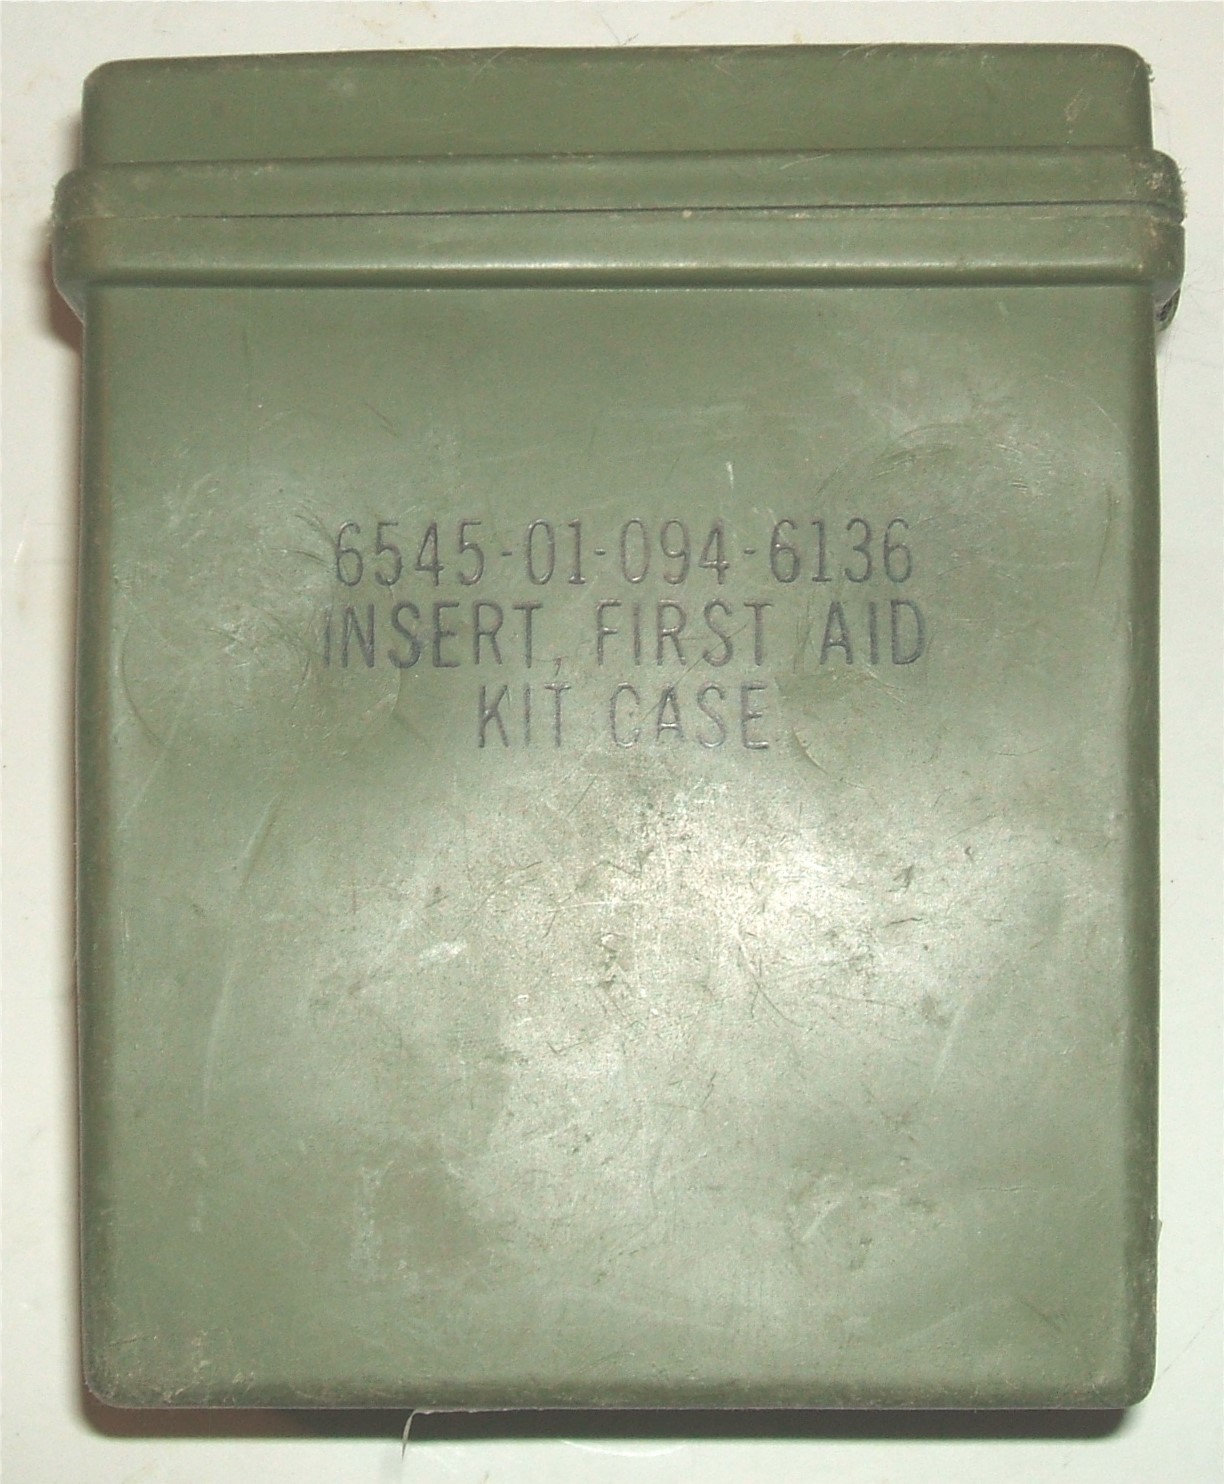 6545-01-094-6136
INSERT, FIRST AID
KIT CASE